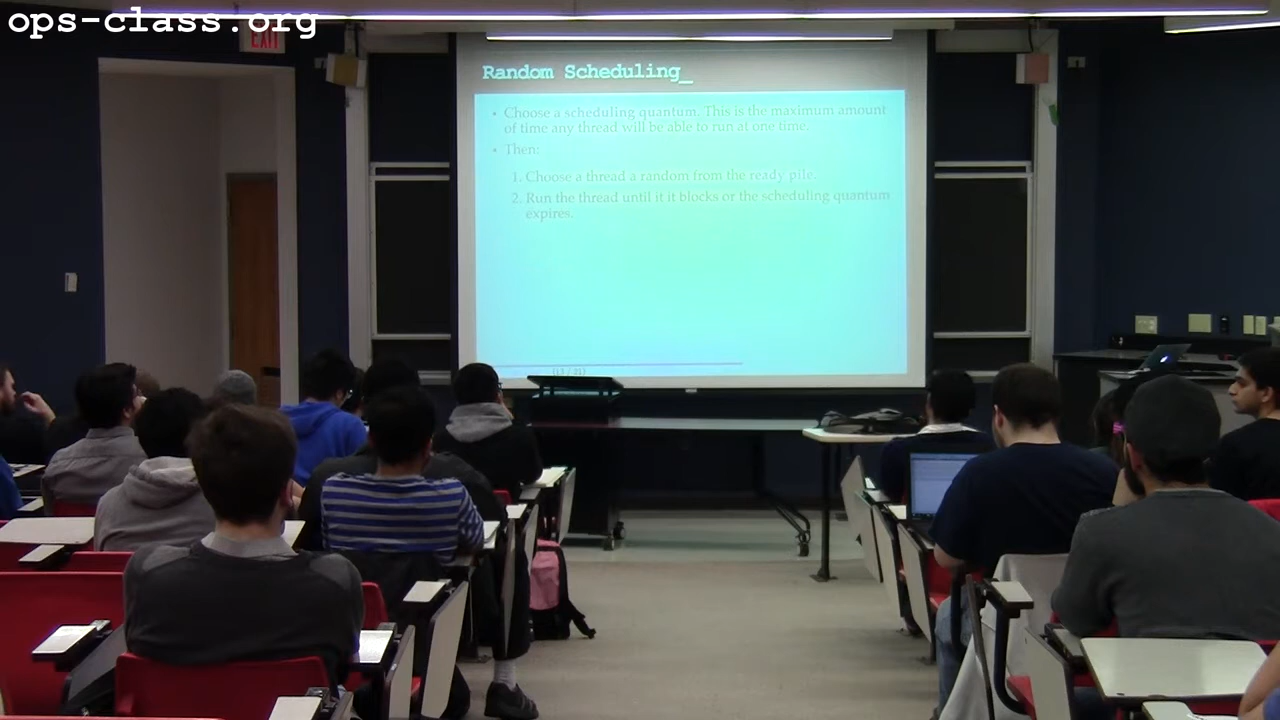 ops-class.org
EXIT
Random Scheduling_
• Choose a scheduling quantum. This is the maximum amount
of time any thread will be able to run at one time.
• Then:
1. Choose a thread a random from the ready pile.
2. Run the thread until it it blocks or the scheduling quantum
expires.
(13 / 21)